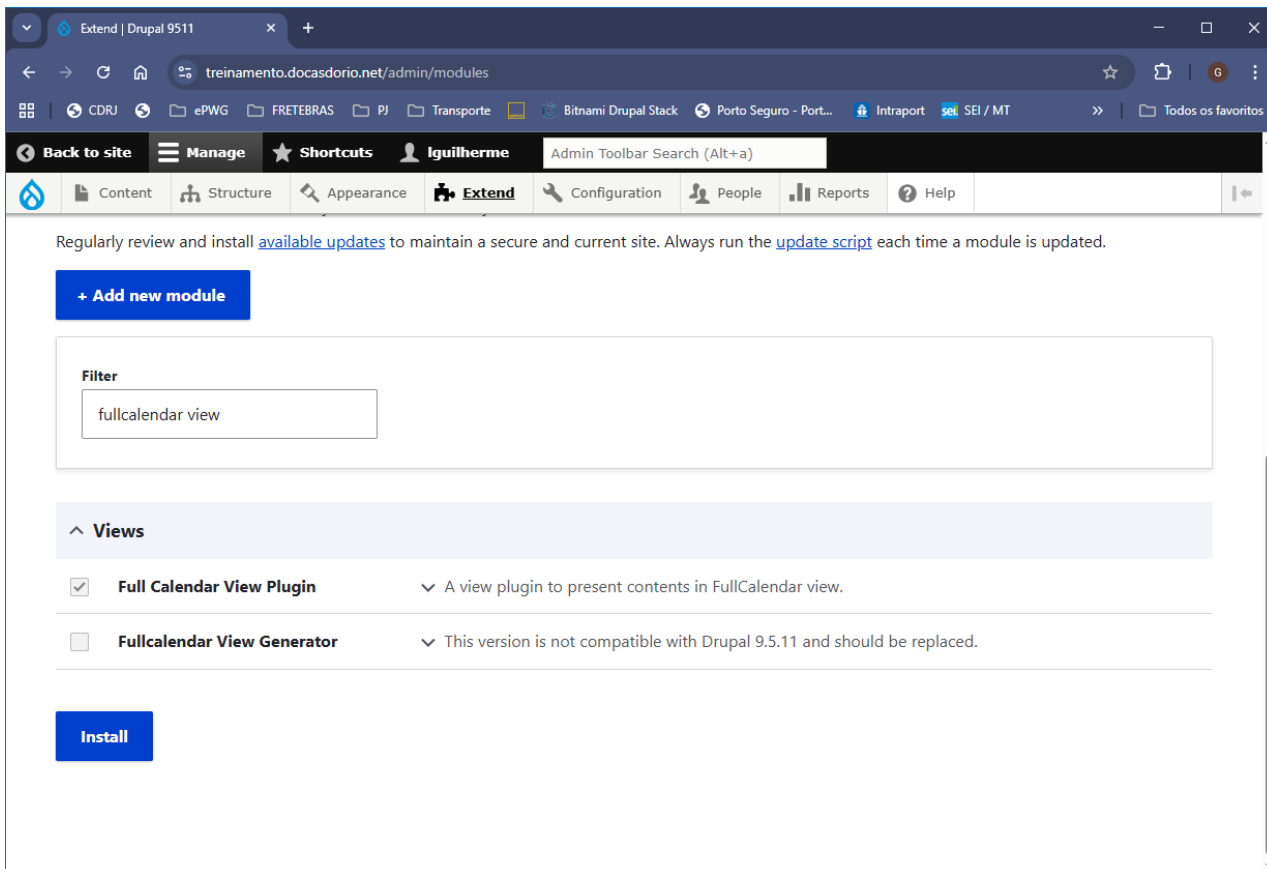 Extend | Drupal 9511
treinamento.docasdorio.net/admin/modules
G
CDRJ ePWG FRETEBRAS PJ Transporte Bitnami Drupal Stack Porto Seguro - Port... Intraport sei. SEI / MT » Todos os favoritos
Back to site Manage Shortcuts lguilherme Admin Toolbar Search (Alt+a)
Content Structure Appearance Extend Configuration People Reports Help
Regularly review and install available updates to maintain a secure and current site. Always run the update script each time a module is updated.
+ Add new module
Filter
fullcalendar view
Views
Full Calendar View Plugin A view plugin to present contents in FullCalendar view.
Fullcalendar View Generator This version is not compatible with Drupal 9.5.11 and should be replaced.
Install